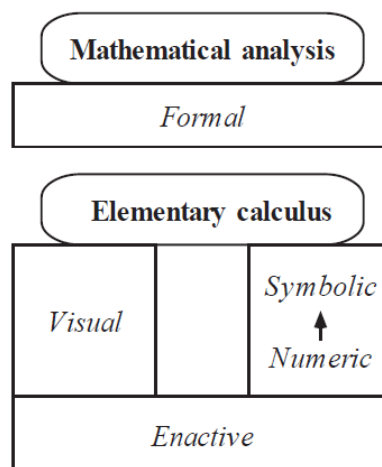 Mathematical analysis
Formal
Elementary calculus
Visual
Symbolic
Numeric
Enactive